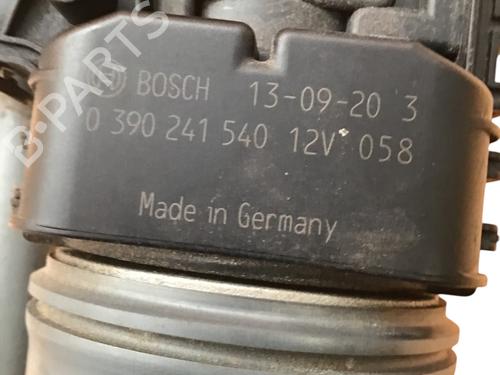 B-PARTS
BOSCH 13-09-20 3
0 390 241 540 12V 058
Made in Germany